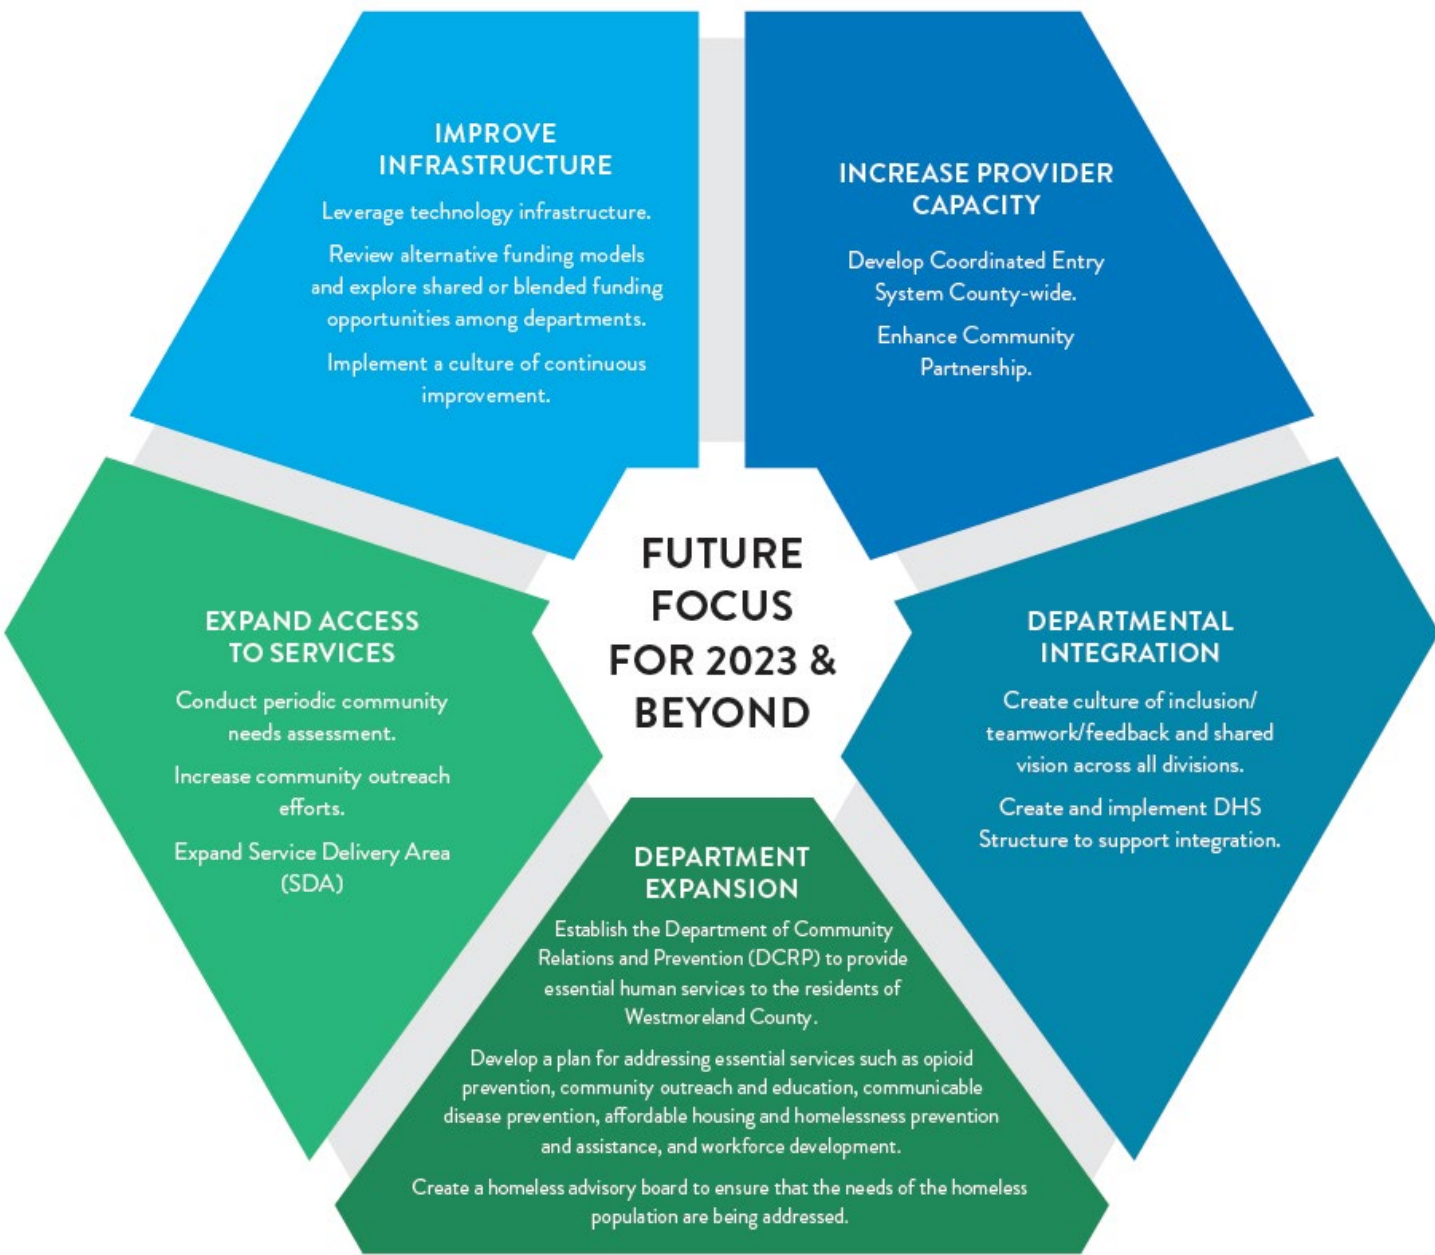 IMPROVE
INFRASTRUCTURE
Leverage technology infrastructure.
Review alternative funding models
and explore shared or blended funding
opportunities among departments.
Implement a culture of continuous
improvement.
INCREASE PROVIDER
CAPACITY
Develop Coordinated Entry
System County-wide.
Enhance Community
Partnership.
FUTURE
FOCUS
FOR 2023 &
BEYOND
EXPAND ACCESS
TO SERVICES
Conduct periodic community
needs assessment.
Increase community outreach
efforts.
Expand Service Delivery Area
(SDA)
DEPARTMENTAL
INTEGRATION
Create culture of inclusion/
teamwork/feedback and shared
vision across all divisions.
Create and implement DHS
Structure to support integration.
DEPARTMENT
EXPANSION
Establish the Department of Community
Relations and Prevention (DCRP) to provide
essential human services to the residents of
Westmoreland County.
Develop a plan for addressing essential services such as opioid
prevention, community outreach and education, communicable
disease prevention, affordable housing and homelessness prevention
and assistance, and workforce development.
Create a homeless advisory board to ensure that the needs of the homeless
population are being addressed.